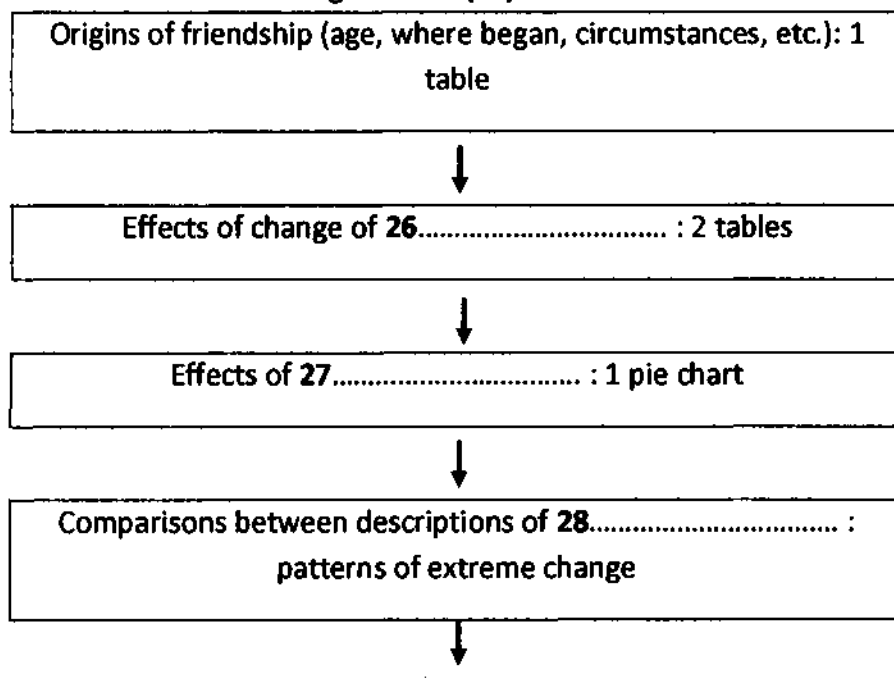 Origins of friendship (age, where began, circumstances, etc.): 1
table
Effects of change of 26.................................. : 2 tables
Effects of 27.................................. : 1 pie chart
Comparisons between descriptions of 28.................................. :
patterns of extreme change